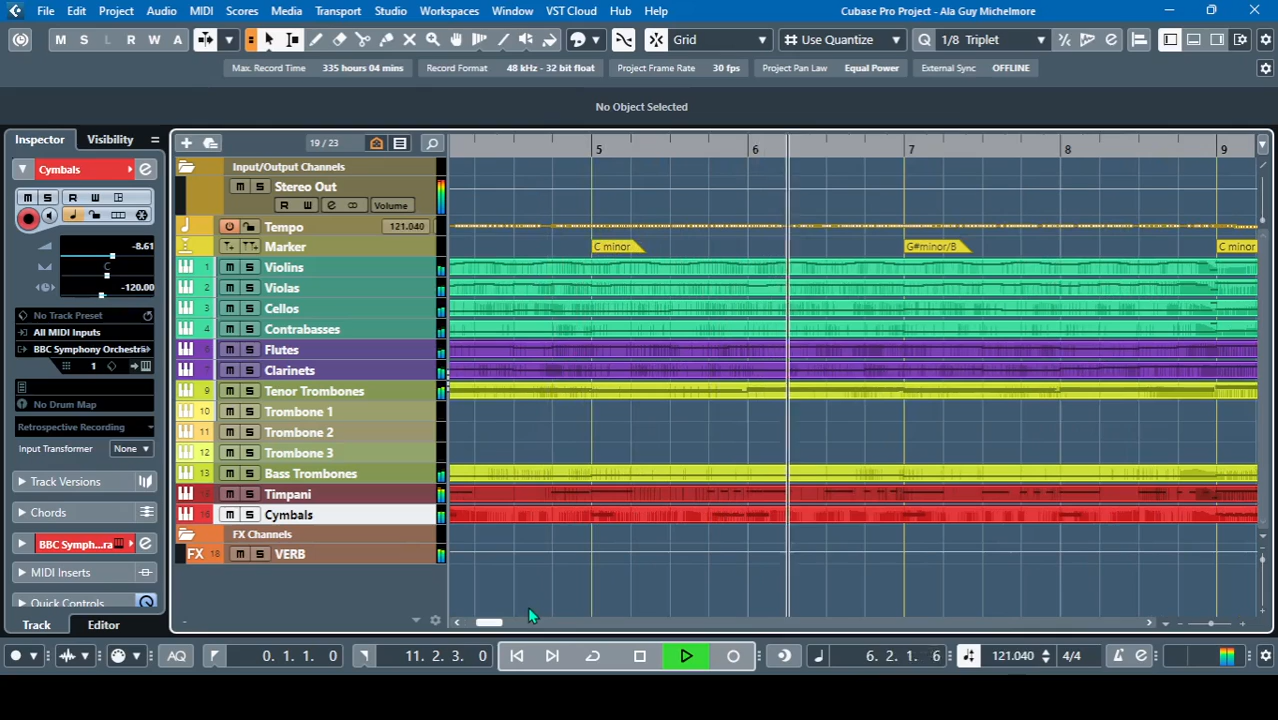 File Edit Project Audio MIDI Scores Media Transport Studio Workspaces Window VST Cloud Hub Help Cubase Pro Project - Ala Guy Michelmore
M S L R W A Grid Use Quantize Q 1/8 Triplet
Max. Record Time 335 hours 04 mins Record Format 48 kHz - 32 bit float Project Frame Rate 30 fps Project Pan Law Equal Power External Sync OFFLINE
No Object Selected
Inspector Visibility 19 / 23 5 6 7 8 9
Cymbals e Input/Output Channels
M S Stereo Out
M S R W R W e Volume
Tempo 121.040
-8.61 Marker C minor G#minor/B C minor
C 1 M S Violins
-120.00 2 M S Violas
No Track Preset 3 M S Cellos
All MIDI Inputs 4 M S Contrabasses
BBC Symphony Orchestra 6 M S Flutes
1 7 M S Clarinets
9 M S Tenor Trombones
No Drum Map 10 M S Trombone 1
Retrospective Recording 11 M S Trombone 2
Input Transformer None 12 M S Trombone 3
Track Versions 13 M S Bass Trombones
15 M S Timpani
Chords 16 M S Cymbals
FX Channels
BBC Symph...ra e FX 18 M S VERB
MIDI Inserts
Quick Controls
Track Editor
AQ 0. 1. 1. 0 11. 2. 3. 0 6. 2. 1. 6 121.040 4/4 e